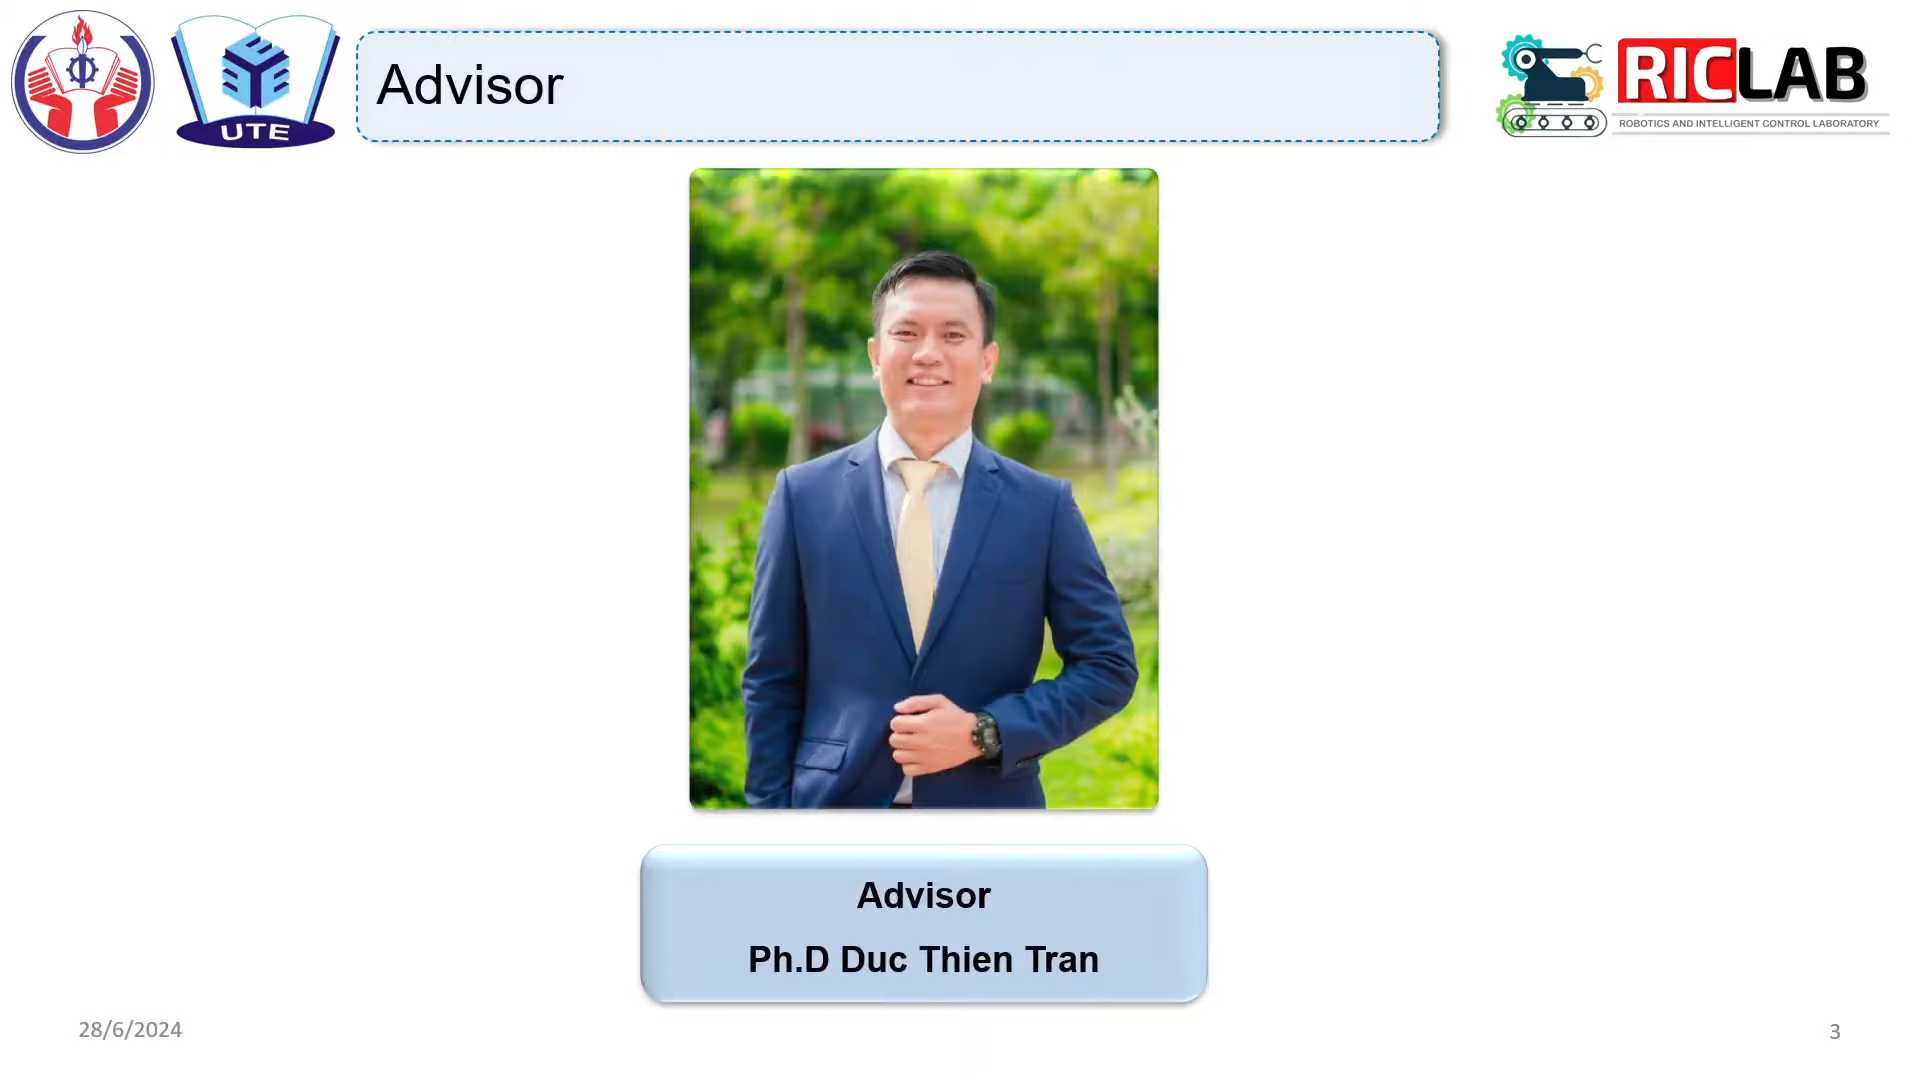 UTE
Advisor
RICLAB
ROBOTICS AND INTELLIGENT CONTROL LABORATORY
Advisor
Ph.D Duc Thien Tran
28/6/2024
3